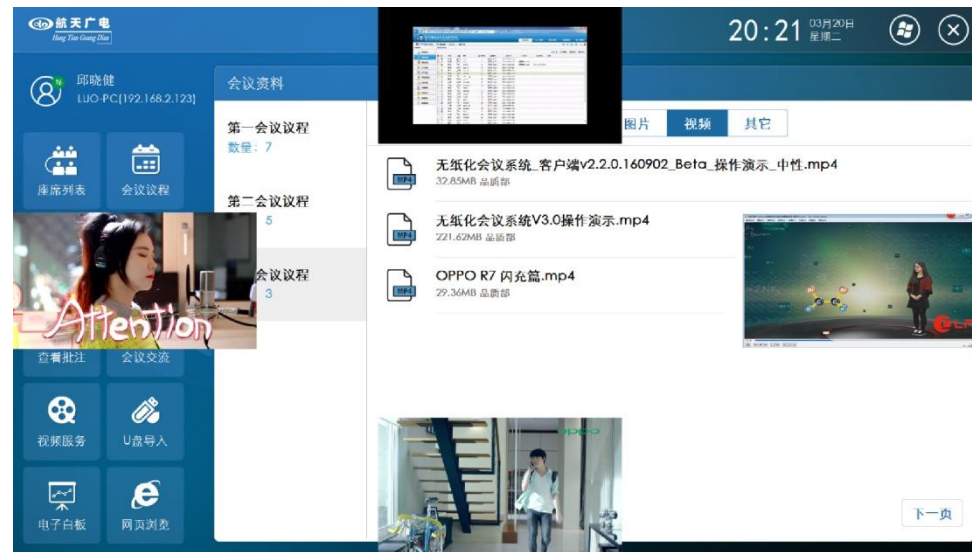 航天广电
Hang Tian Guang Dian
20:21
03月20日
星期二
邱晓健
LUO-PC(192.168.2.123)
会议资料
座席列表
会议议程
查看批注
会议交流
视频服务
U盘导入
电子白板
网页浏览
第一会议议程
数量：7
第二会议议程
5
会议议程
3
图片
视频
其它
MP4
无纸化会议系统_客户端v2.2.0.160902_Beta_操作演示_中性.mp4
32.85MB 品质部
MP4
无纸化会议系统V3.0操作演示.mp4
221.62MB 品质部
MP4
OPPO R7 闪充篇.mp4
29.36MB 品质部
Attention
oppo
下一页